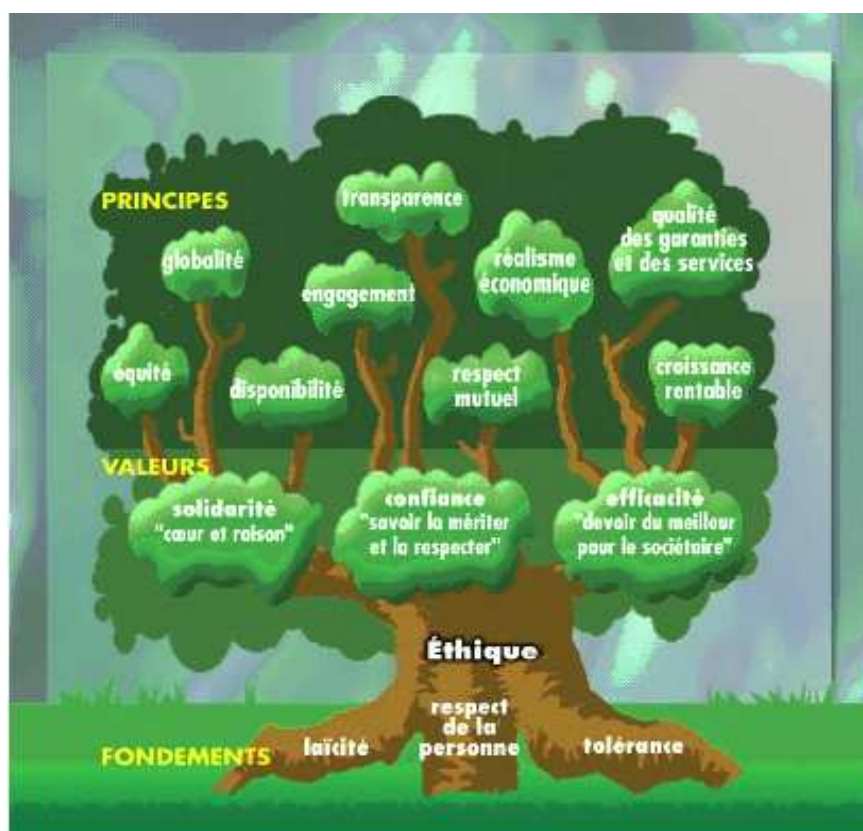 PRINCIPES
transparence
globalité
engagement
réalisme
économique
qualité
des garanties
et des services
équité
disponibilité
respect
mutuel
croissance
rentable
VALEURS
solidarité
"cœur et raison"
confiance
"savoir la mériter
et la respecter"
efficacité
"devoir du meilleur
pour le sociétaire"
Éthique
FONDEMENTS
laïcité
respect
de la
personne
tolérance